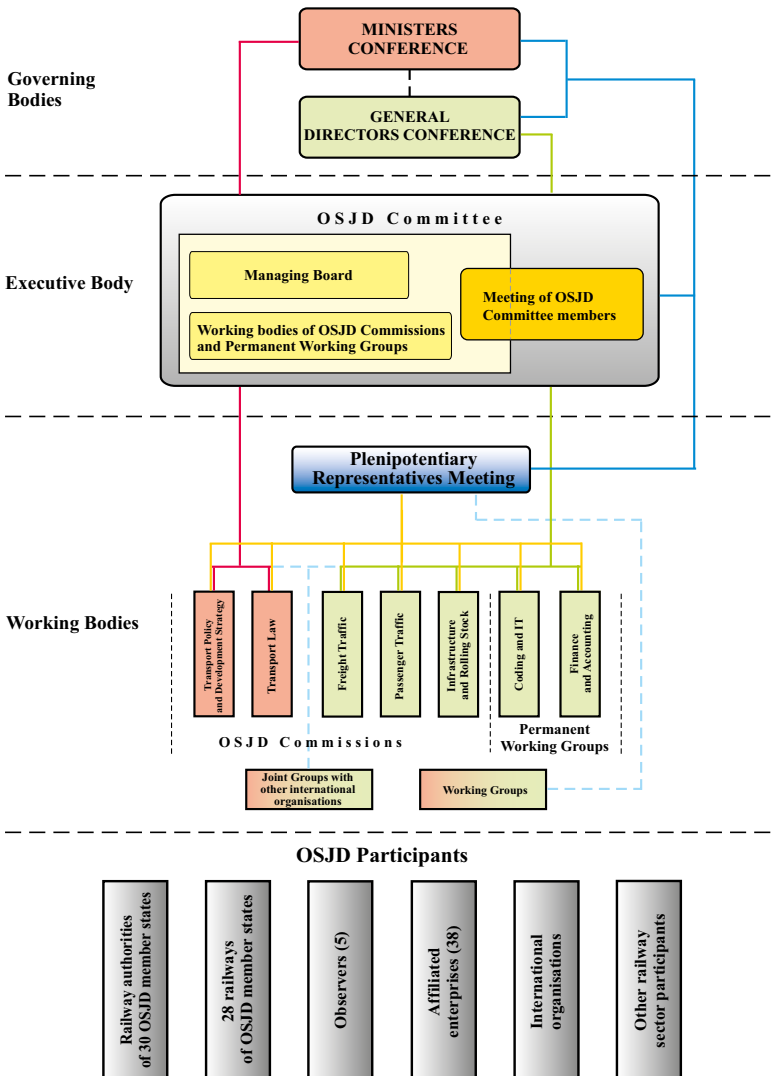 MINISTERS
CONFERENCE
Governing
Bodies
GENERAL
DIRECTORS CONFERENCE
OSJD Committee
Executive Body
Managing Board
Meeting of OSJD
Committee members
Working bodies of OSJD Commissions
and Permanent Working Groups
Plenipotentiary
Representatives Meeting
Working Bodies
Transport Policy
and Development Strategy
Transport Law
Freight Traffic
Passenger Traffic
Infrastructure
and Rolling Stock
Coding and IT
Finance
and Accounting
OSJD Commissions
Permanent
Working Groups
Joint Groups with
other international
organisations
Working Groups
OSJD Participants
Railway authorities
of 30 OSJD member states
28 railways
of OSJD member states
Observers (5)
Affiliated
enterprises (38)
International
organisations
Other railway
sector participants